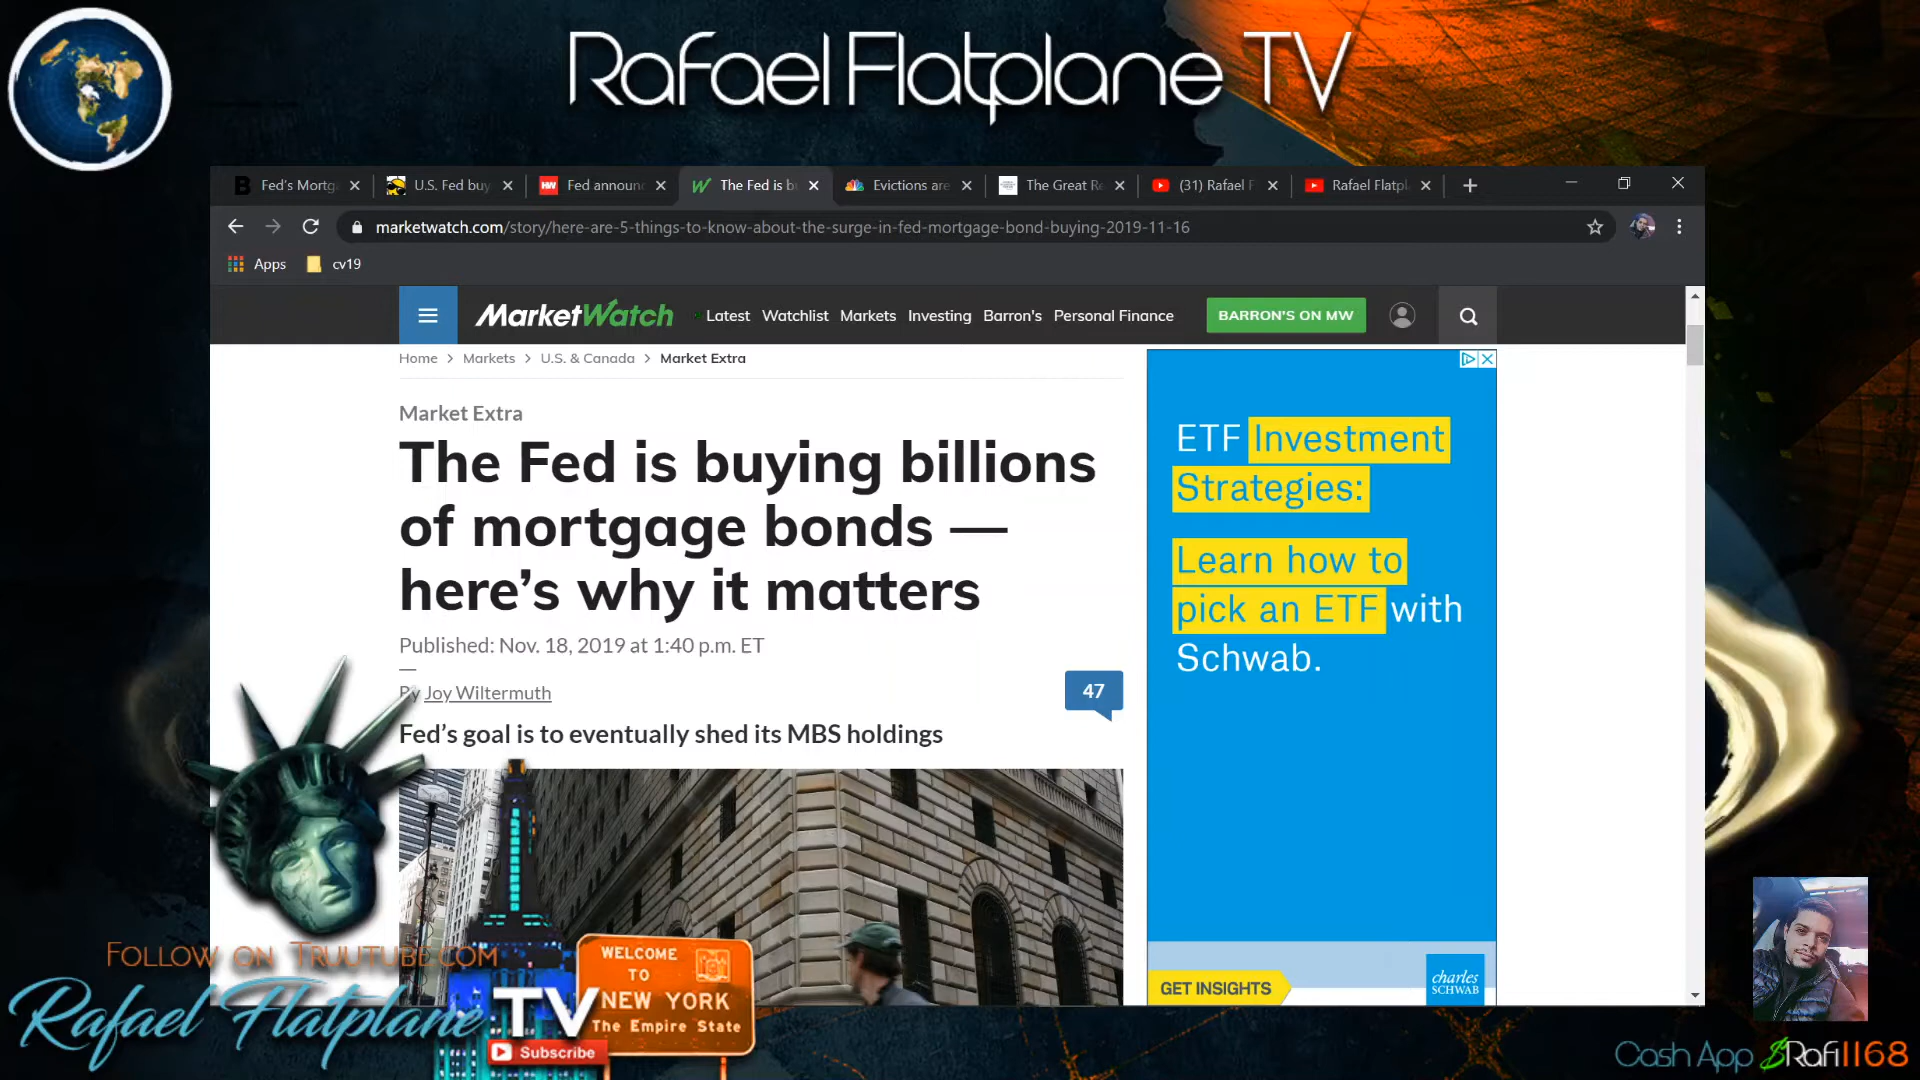 Rafael Flatplane TV
Fed's Mortg
U.S. Fed buy
HW Fed announ
The Fed is b
Evictions are
The Great R
(31) Rafael F
Rafael Flatpl
marketwatch.com/story/here-are-5-things-to-know-about-the-surge-in-fed-mortgage-bond-buying-2019-11-16
Apps
cv19
MarketWatch
Latest Watchlist Markets Investing Barron's Personal Finance
BARRON'S ON MW
Home > Markets > U.S. & Canada > Market Extra
Market Extra
The Fed is buying billions
of mortgage bonds —
here's why it matters
Published: Nov. 18, 2019 at 1:40 p.m. ET
By Joy Wiltermuth
47
Fed's goal is to eventually shed its MBS holdings
ETF Investment
Strategies:
Learn how to
pick an ETF with
Schwab.
GET INSIGHTS
charles
SCHWAB
Follow on Truutube.com
Rafael Flatplane TV
Subscribe
WELCOME
TO
NEW YORK
The Empire State
Cash App $Rafi1168